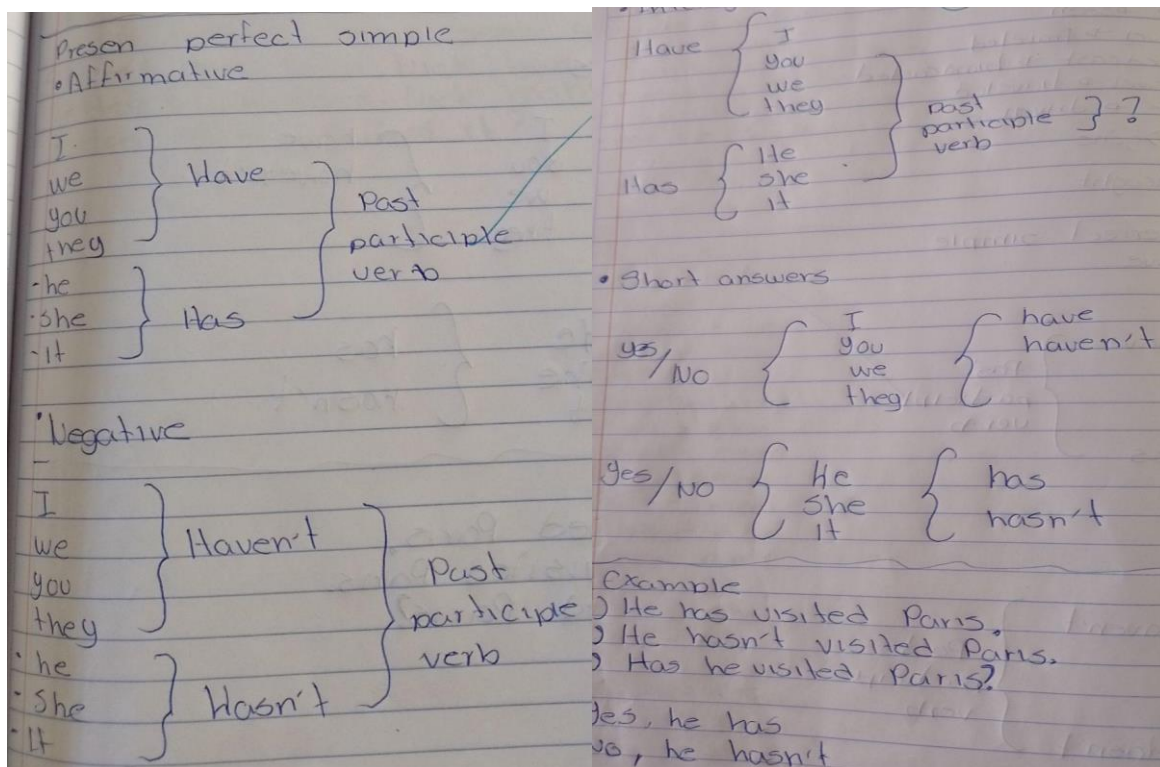 Presen perfect simple
• Affirmative
I
we
you
they
Have
- he
- she
- It
Has
Past
participle
verb
• Negative
I
we
you
they
Haven't
• he
- She
- It
Hasn't
Past
participle
verb
Have
I
you
we
they
Has
He
she
it
past
participle } ?
verb
• Short answers
yes/No
I
you
we
they
have
haven't
yes/No
He
She
It
has
hasn't
Example
) He has visited Paris.
) He hasn't visited Paris.
) Has he visited Paris?
Yes, he has
No, he hasn't